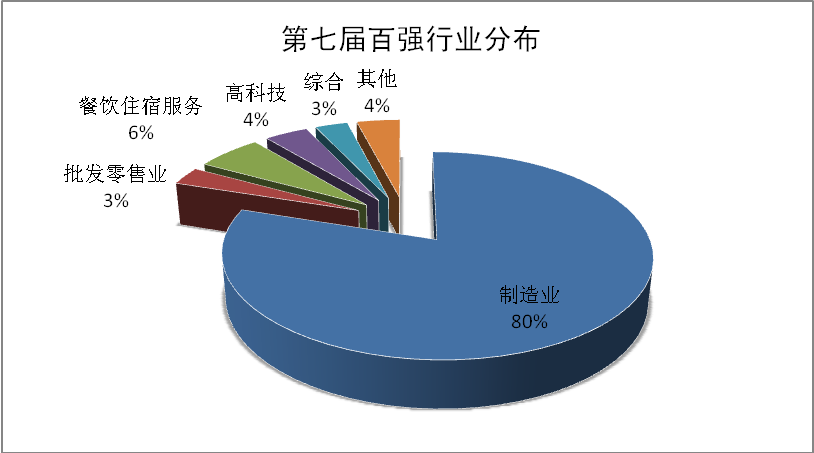 第七届百强行业分布
其他
4%
综合
3%
高科技
4%
餐饮住宿服务
6%
批发零售业
3%
制造业
80%